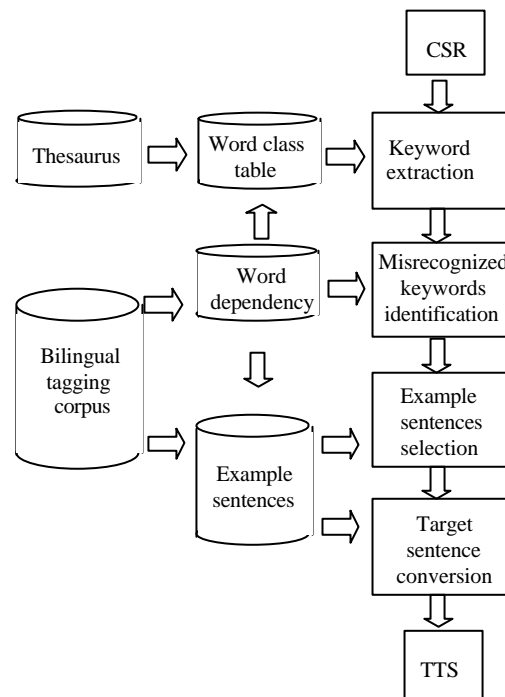 CSR
Thesaurus
Word class
table
Keyword
extraction
Word
dependency
Misrecognized
keywords
identification
Bilingual
tagging
corpus
Example
sentences
Example
sentences
selection
Target
sentence
conversion
TTS